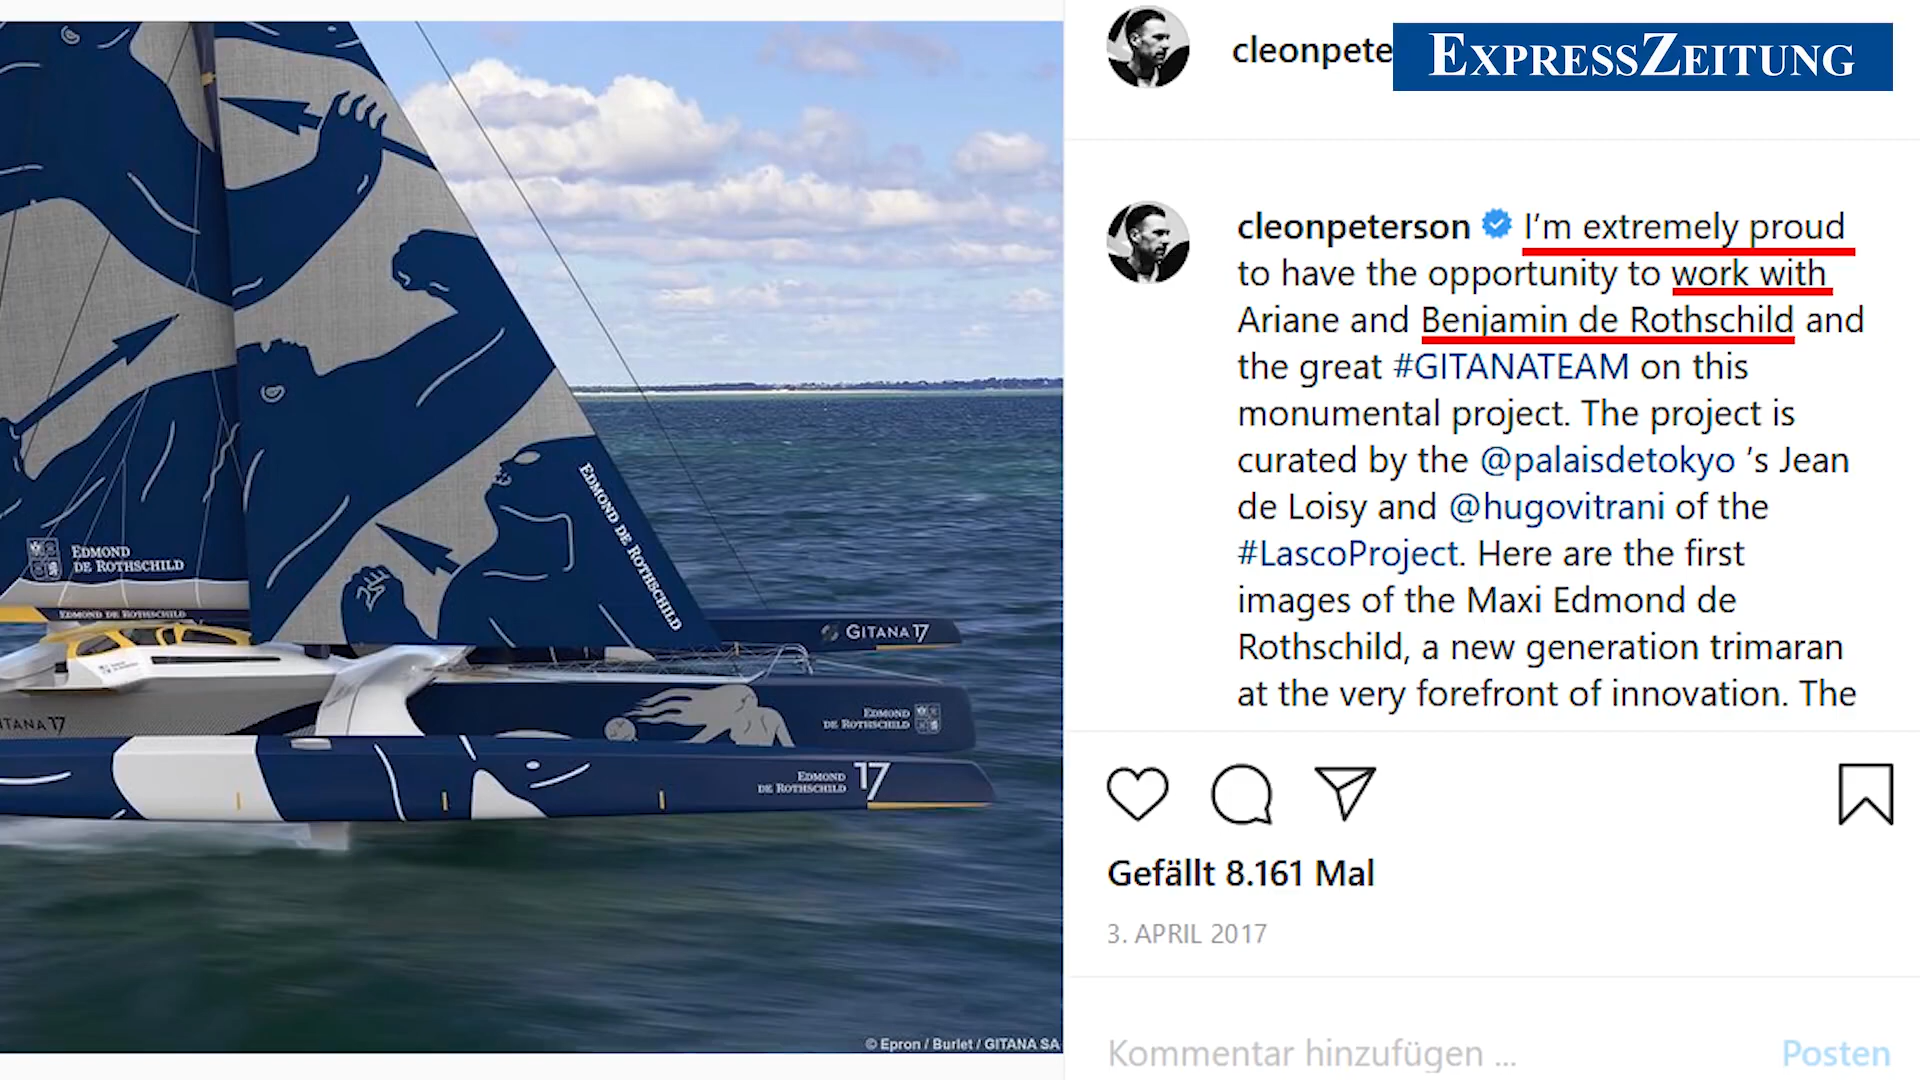 cleonpete
EXPRESSZEITUNG
cleonpeterson I'm extremely proud
to have the opportunity to work with
Ariane and Benjamin de Rothschild and
the great #GITANATEAM on this
monumental project. The project is
curated by the @palaisdetokyo 's Jean
de Loisy and @hugovitrani of the
#LascoProject. Here are the first
images of the Maxi Edmond de
Rothschild, a new generation trimaran
at the very forefront of innovation. The
Gefällt 8.161 Mal
3. APRIL 2017
Kommentar hinzufügen ...
Posten
EDMOND DE ROTHSCHILD
EDMOND
DE ROTHSCHILD
EDMOND DE ROTHSCHILD
GITANA 17
EDMOND
DE ROTHSCHILD
ITANA 17
EDMOND
DE ROTHSCHILD
17
© Epron / Burlet / GITANA SA